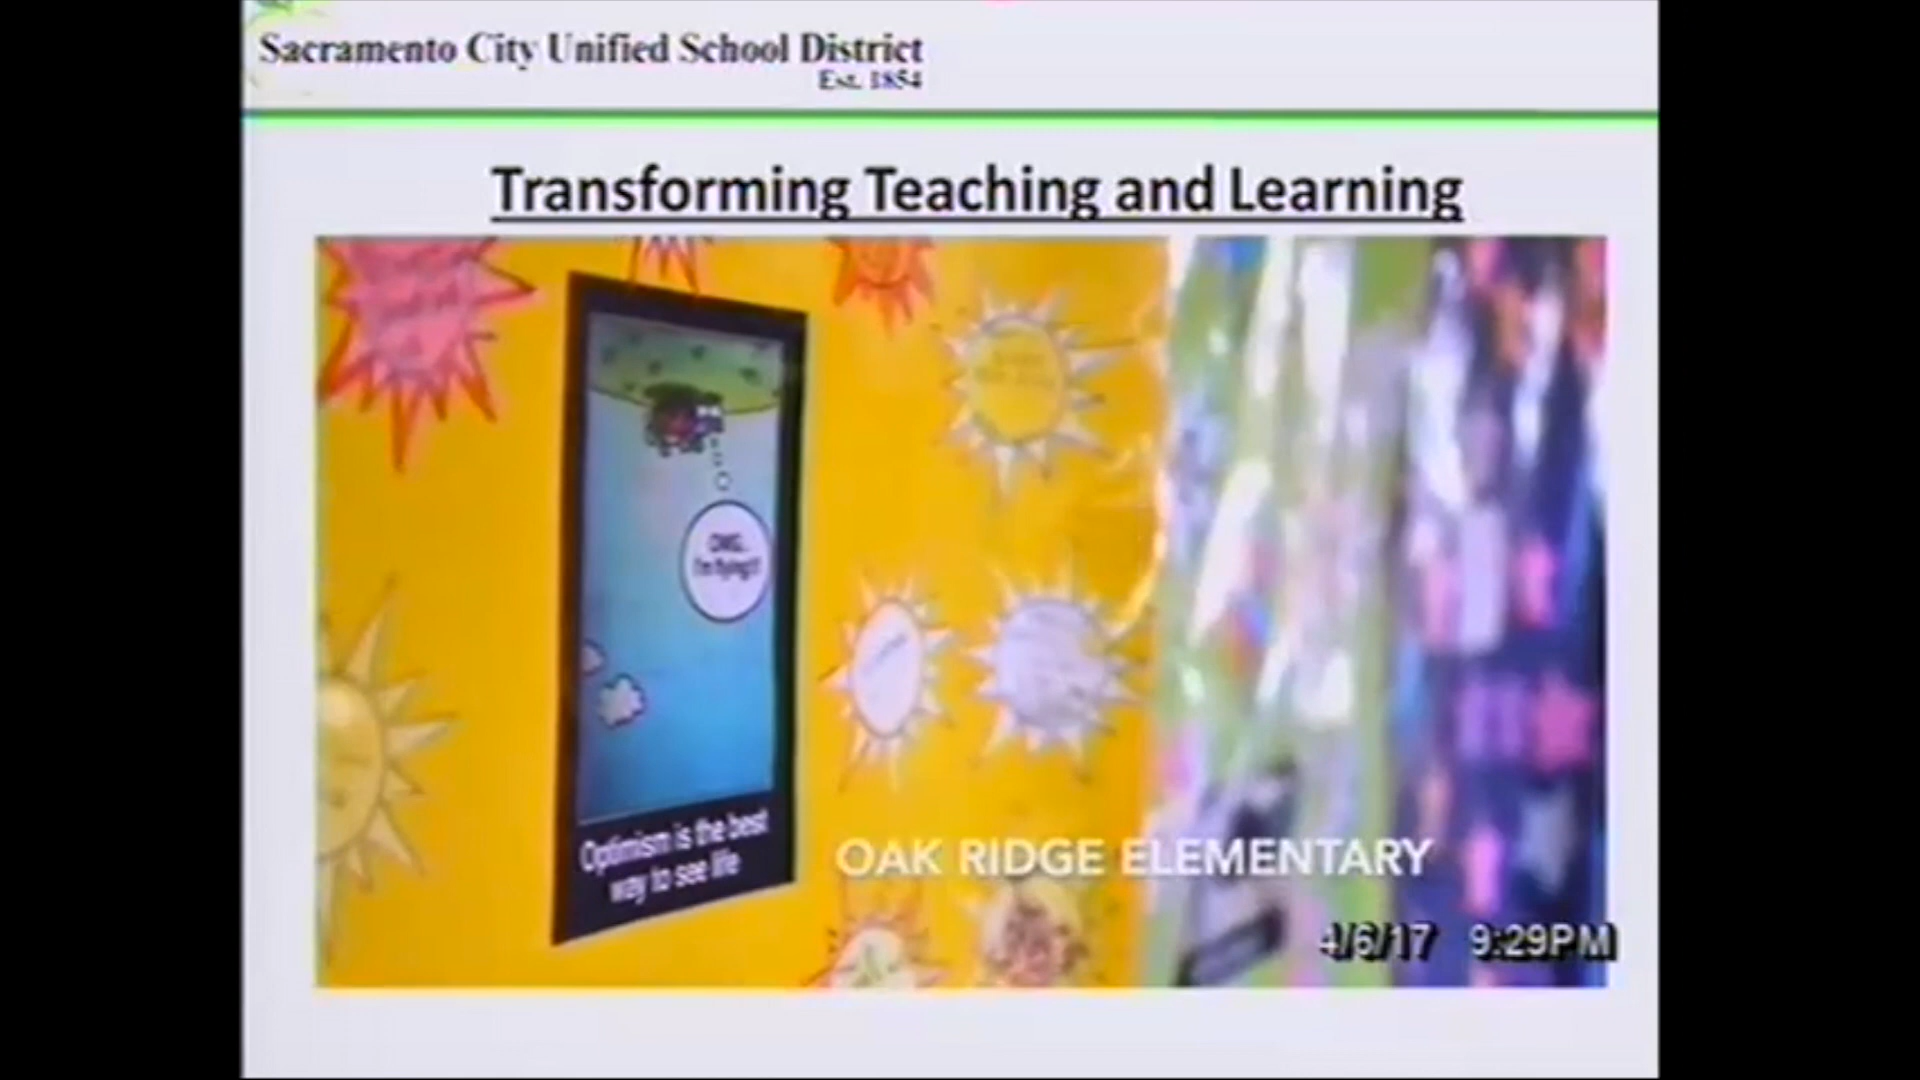 Sacramento City Unified School District
Est. 1854
Transforming Teaching and Learning
OMG..
I'm flying!!
Optimism is the best
way to see life
OAK RIDGE ELEMENTARY
4/6/17 9:29PM